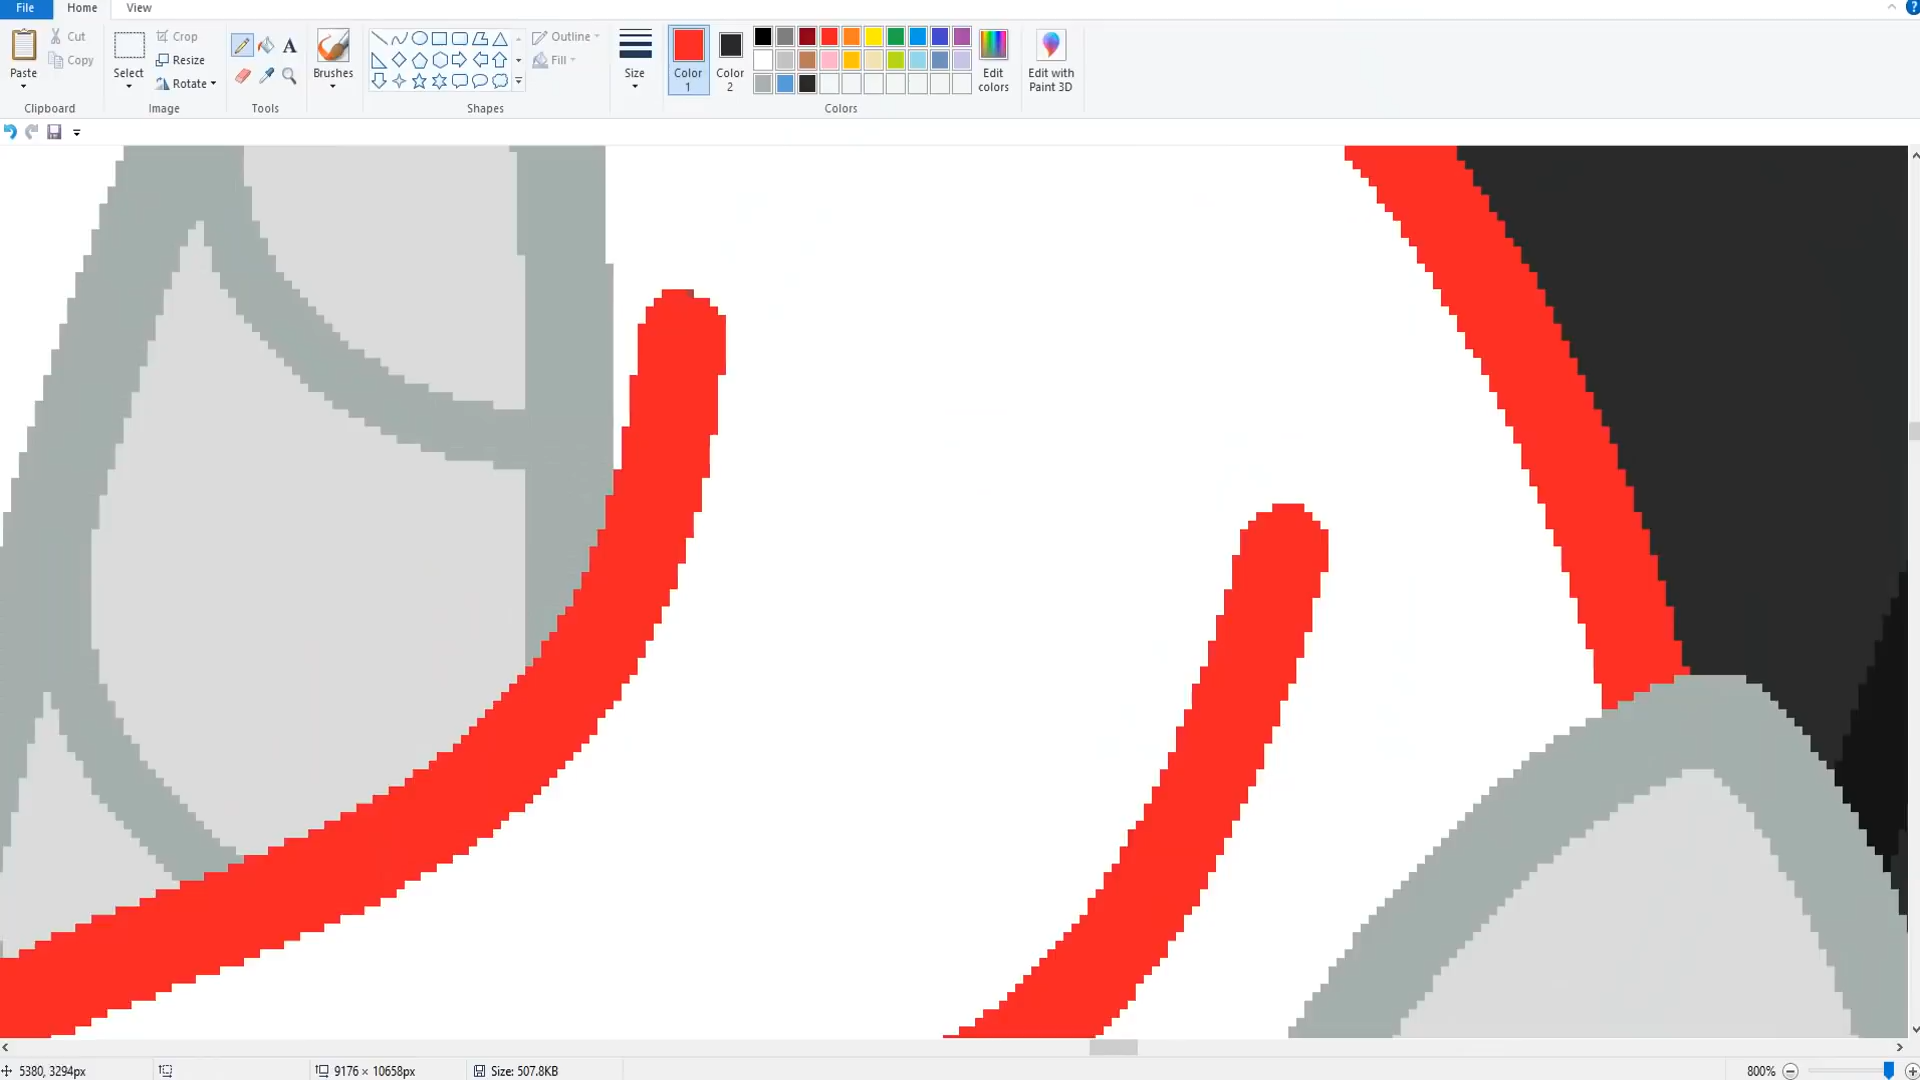 File Home View
Paste
Cut
Copy
Clipboard
Select
Crop
Resize
Rotate
Image
A
Tools
Brushes
Shapes
Outline
Fill
Size
Color 1
Color 2
Colors
Edit colors
Edit with Paint 3D
5380, 3294px 9176 × 10658px Size: 507.8KB 800%